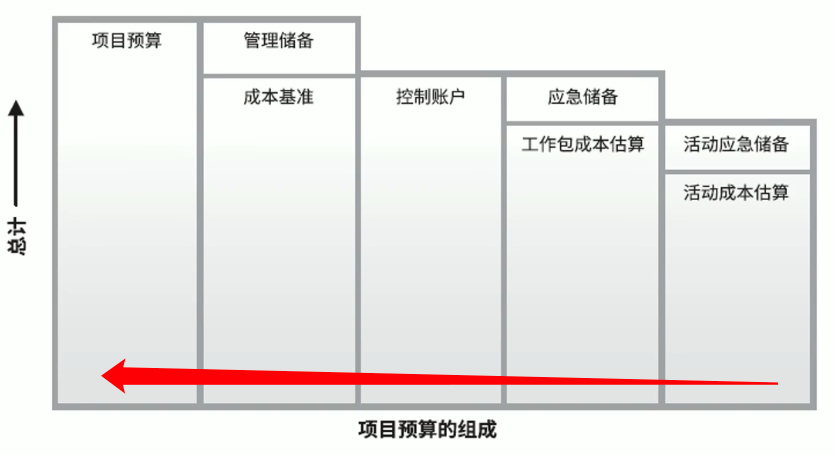 项目预算
管理储备
成本基准
控制账户
应急储备
工作包成本估算
活动应急储备
活动成本估算
总计
项目预算的组成